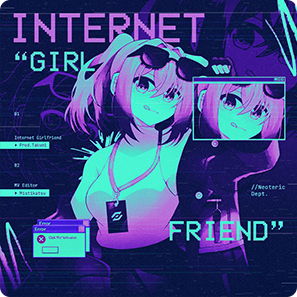 INTERNET
“GIRL
01
Internet Girlfriend
▶ Prod.Takumi
02
MV Editor
▶ Mistikatsu
//Neoteric
Dept.
FRIEND”
Error
Error